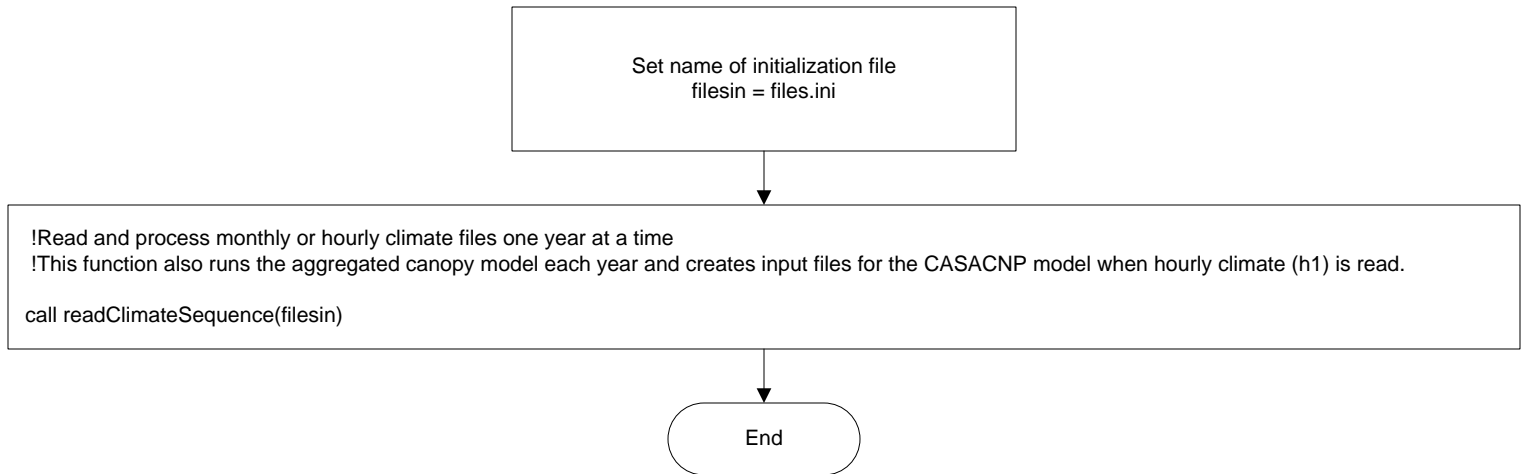 Set name of initialization file
filesin = files.ini
!Read and process monthly or hourly climate files one year at a time
!This function also runs the aggregated canopy model each year and creates input files for the CASACNP model when hourly climate (h1) is read.
call readClimateSequence(filesin)
End